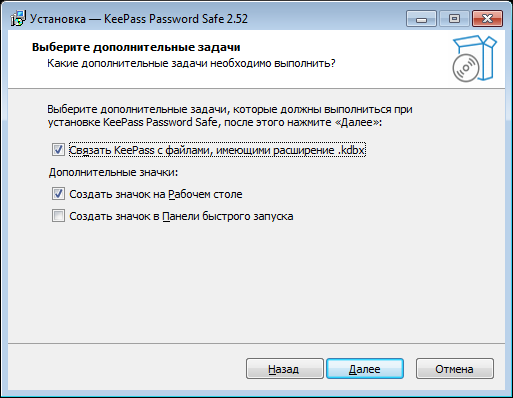 Установка — KeePass Password Safe 2.52
Выберите дополнительные задачи
Какие дополнительные задачи необходимо выполнить?
Выберите дополнительные задачи, которые должны выполниться при
установке KeePass Password Safe, после этого нажмите «Далее»:
Связать KeePass с файлами, имеющими расширение .kdbx
Дополнительные значки:
Создать значок на Рабочем столе
Создать значок в Панели быстрого запуска
Назад
Далее
Отмена